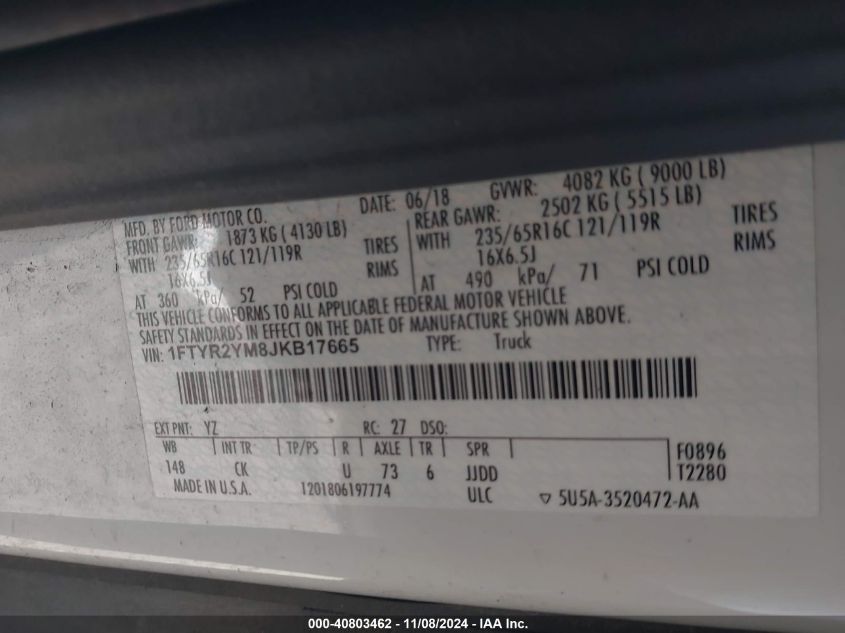 MFD. BY FORD MOTOR CO. DATE: 06/18 GVWR: 4082 KG ( 9000 LB)
FRONT GAWR: 1873 KG ( 4130 LB) REAR GAWR: 2502 KG ( 5515 LB)
WITH 235/65R16C 121/119R TIRES WITH 235/65R16C 121/119R TIRES
16X6.5J RIMS 16X6.5J RIMS
AT 360 kPa/ 52 PSI COLD AT 490 kPa/ 71 PSI COLD
THIS VEHICLE CONFORMS TO ALL APPLICABLE FEDERAL MOTOR VEHICLE
SAFETY STANDARDS IN EFFECT ON THE DATE OF MANUFACTURE SHOWN ABOVE.
VIN: 1FTYR2YM8JKB17665 TYPE: Truck
EXT PNT: YZ RC: 27 DSO:
WB INT TR TP/PS R AXLE TR SPR F0896
148 CK U 73 6 JJDD T2280
MADE IN U.S.A. 1201806197774 ULC ▽ 5U5A-3520472-AA
000-40803462 - 11/08/2024 - IAA Inc.